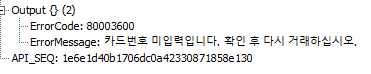 Output {} (2)
ErrorCode: 80003600
ErrorMessage: 카드번호 미입력입니다. 확인 후 다시 거래하십시오.
API_SEQ: 1e6e1d40b1706dc0a42330871858e130